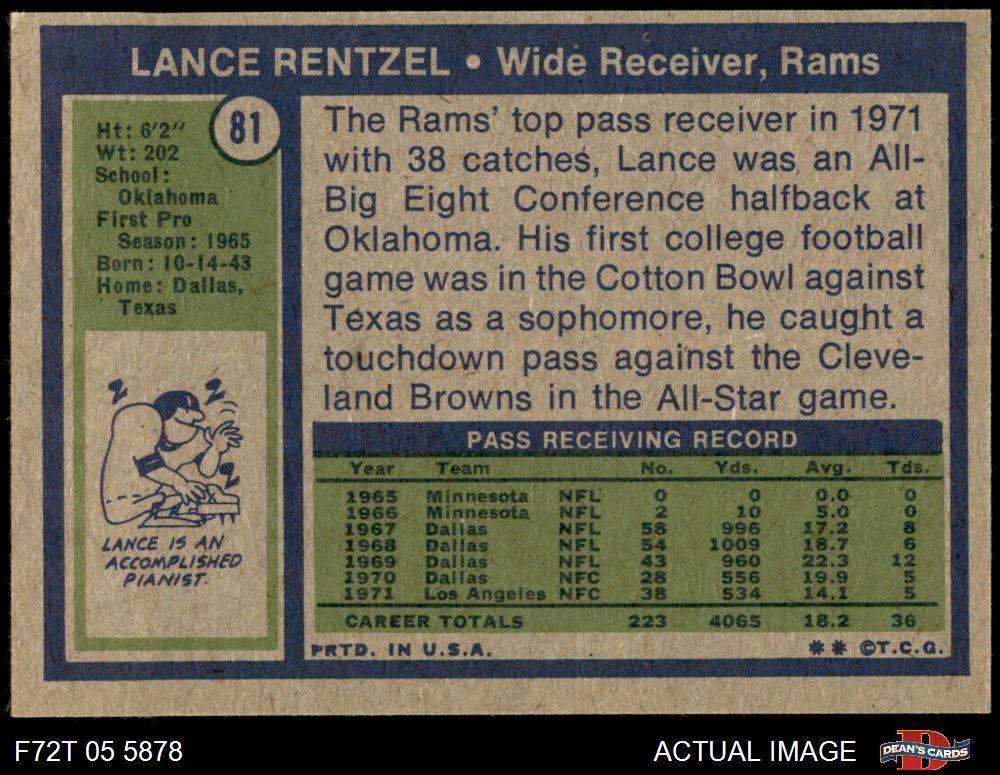 LANCE RENTZEL • Wide Receiver, Rams
81
Ht: 6'2"
Wt: 202
School:
Oklahoma
First Pro
Season: 1965
Born: 10-14-43
Home: Dallas,
Texas
Z Z
Z
LANCE IS AN
ACCOMPLISHED
PIANIST.
The Rams' top pass receiver in 1971
with 38 catches, Lance was an All-
Big Eight Conference halfback at
Oklahoma. His first college football
game was in the Cotton Bowl against
Texas as a sophomore, he caught a
touchdown pass against the Cleve-
land Browns in the All-Star game.
PASS RECEIVING RECORD
Year Team No. Yds. Avg. Tds.
1965 Minnesota NFL 0 0 0.0 0
1966 Minnesota NFL 2 10 5.0 0
1967 Dallas NFL 58 996 17.2 8
1968 Dallas NFL 54 1009 18.7 6
1969 Dallas NFL 43 960 22.3 12
1970 Dallas NFC 28 556 19.9 5
1971 Los Angeles NFC 38 534 14.1 5
CAREER TOTALS 223 4065 18.2 36
PRTD. IN U.S.A. ** ©T.C.G.
F72T 05 5878 ACTUAL IMAGE DEAN'S CARDS